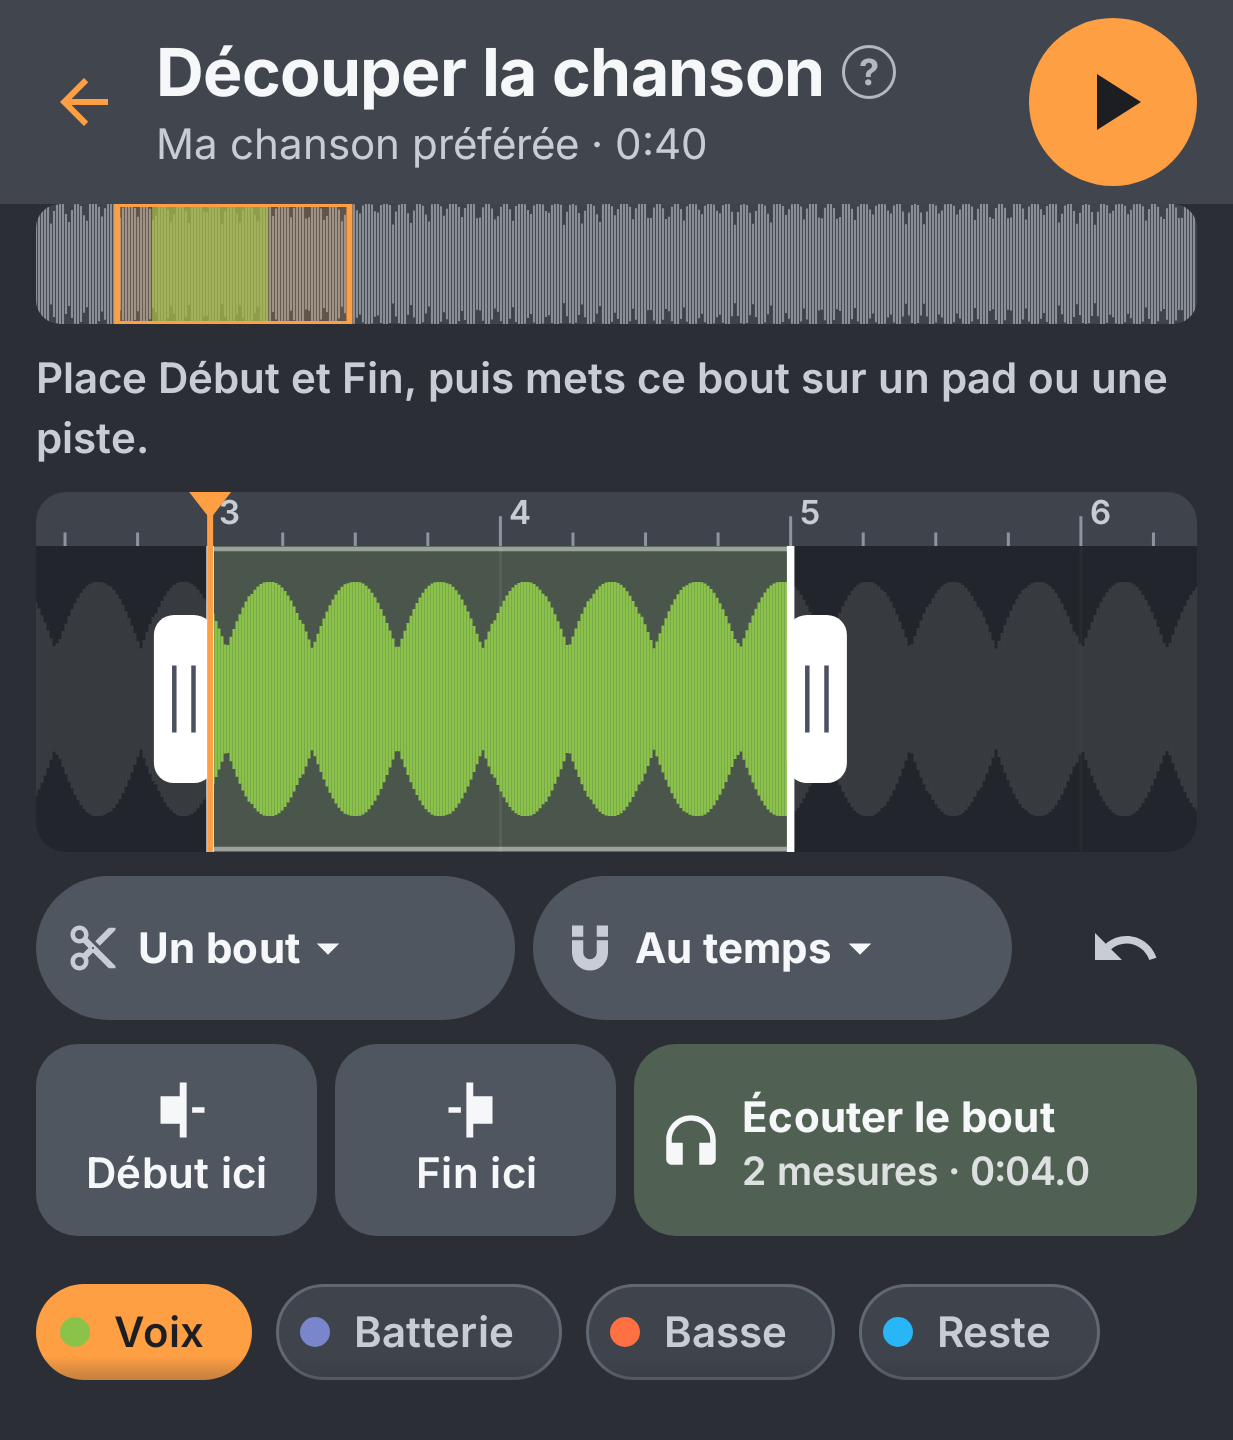 Découper la chanson ?
Ma chanson préférée · 0:40
Place Début et Fin, puis mets ce bout sur un pad ou une
piste.
3 4 5 6
Un bout Au temps
Début ici Fin ici
Écouter le bout
2 mesures · 0:04.0
Voix Batterie Basse Reste